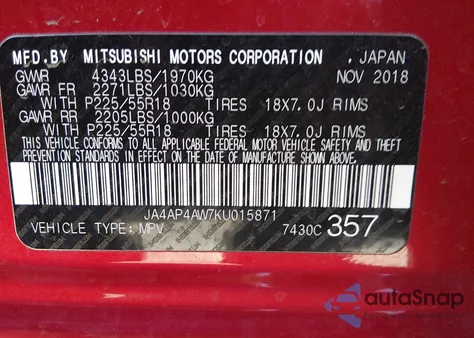 MFD.BY MITSUBISHI MOTORS CORPORATION , JAPAN
GVWR 4343LBS/1970KG NOV 2018
GAWR FR 2271LBS/1030KG
WITH P225/55R18 TIRES 18X7.0J RIMS
GAWR RR 2205LBS/1000KG
WITH P225/55R18 TIRES 18X7.0J RIMS
THIS VEHICLE CONFORMS TO ALL APPLICABLE FEDERAL
MOTOR VEHICLE SAFETY AND THEFT PREVENTION STANDARDS
IN EFFECT ON THE DATE OF MANUFACTURE SHOWN ABOVE.
JA4AP4AW7KU015871
VEHICLE TYPE: MPV 7430C 357
autoSnap